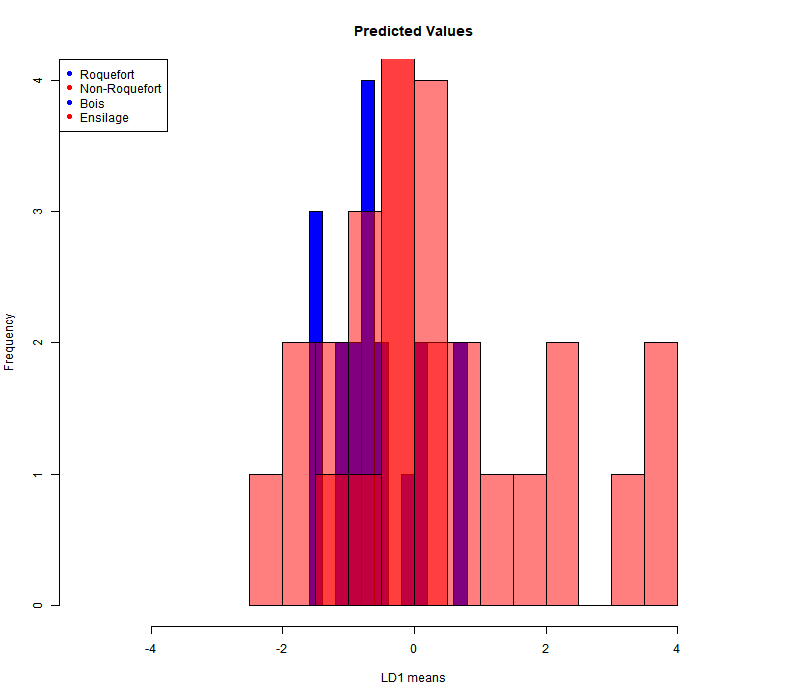 Predicted Values
Roquefort
Non-Roquefort
Bois
Ensilage
Frequency
4
3
2
1
0
-4 -2 0 2 4
LD1 means